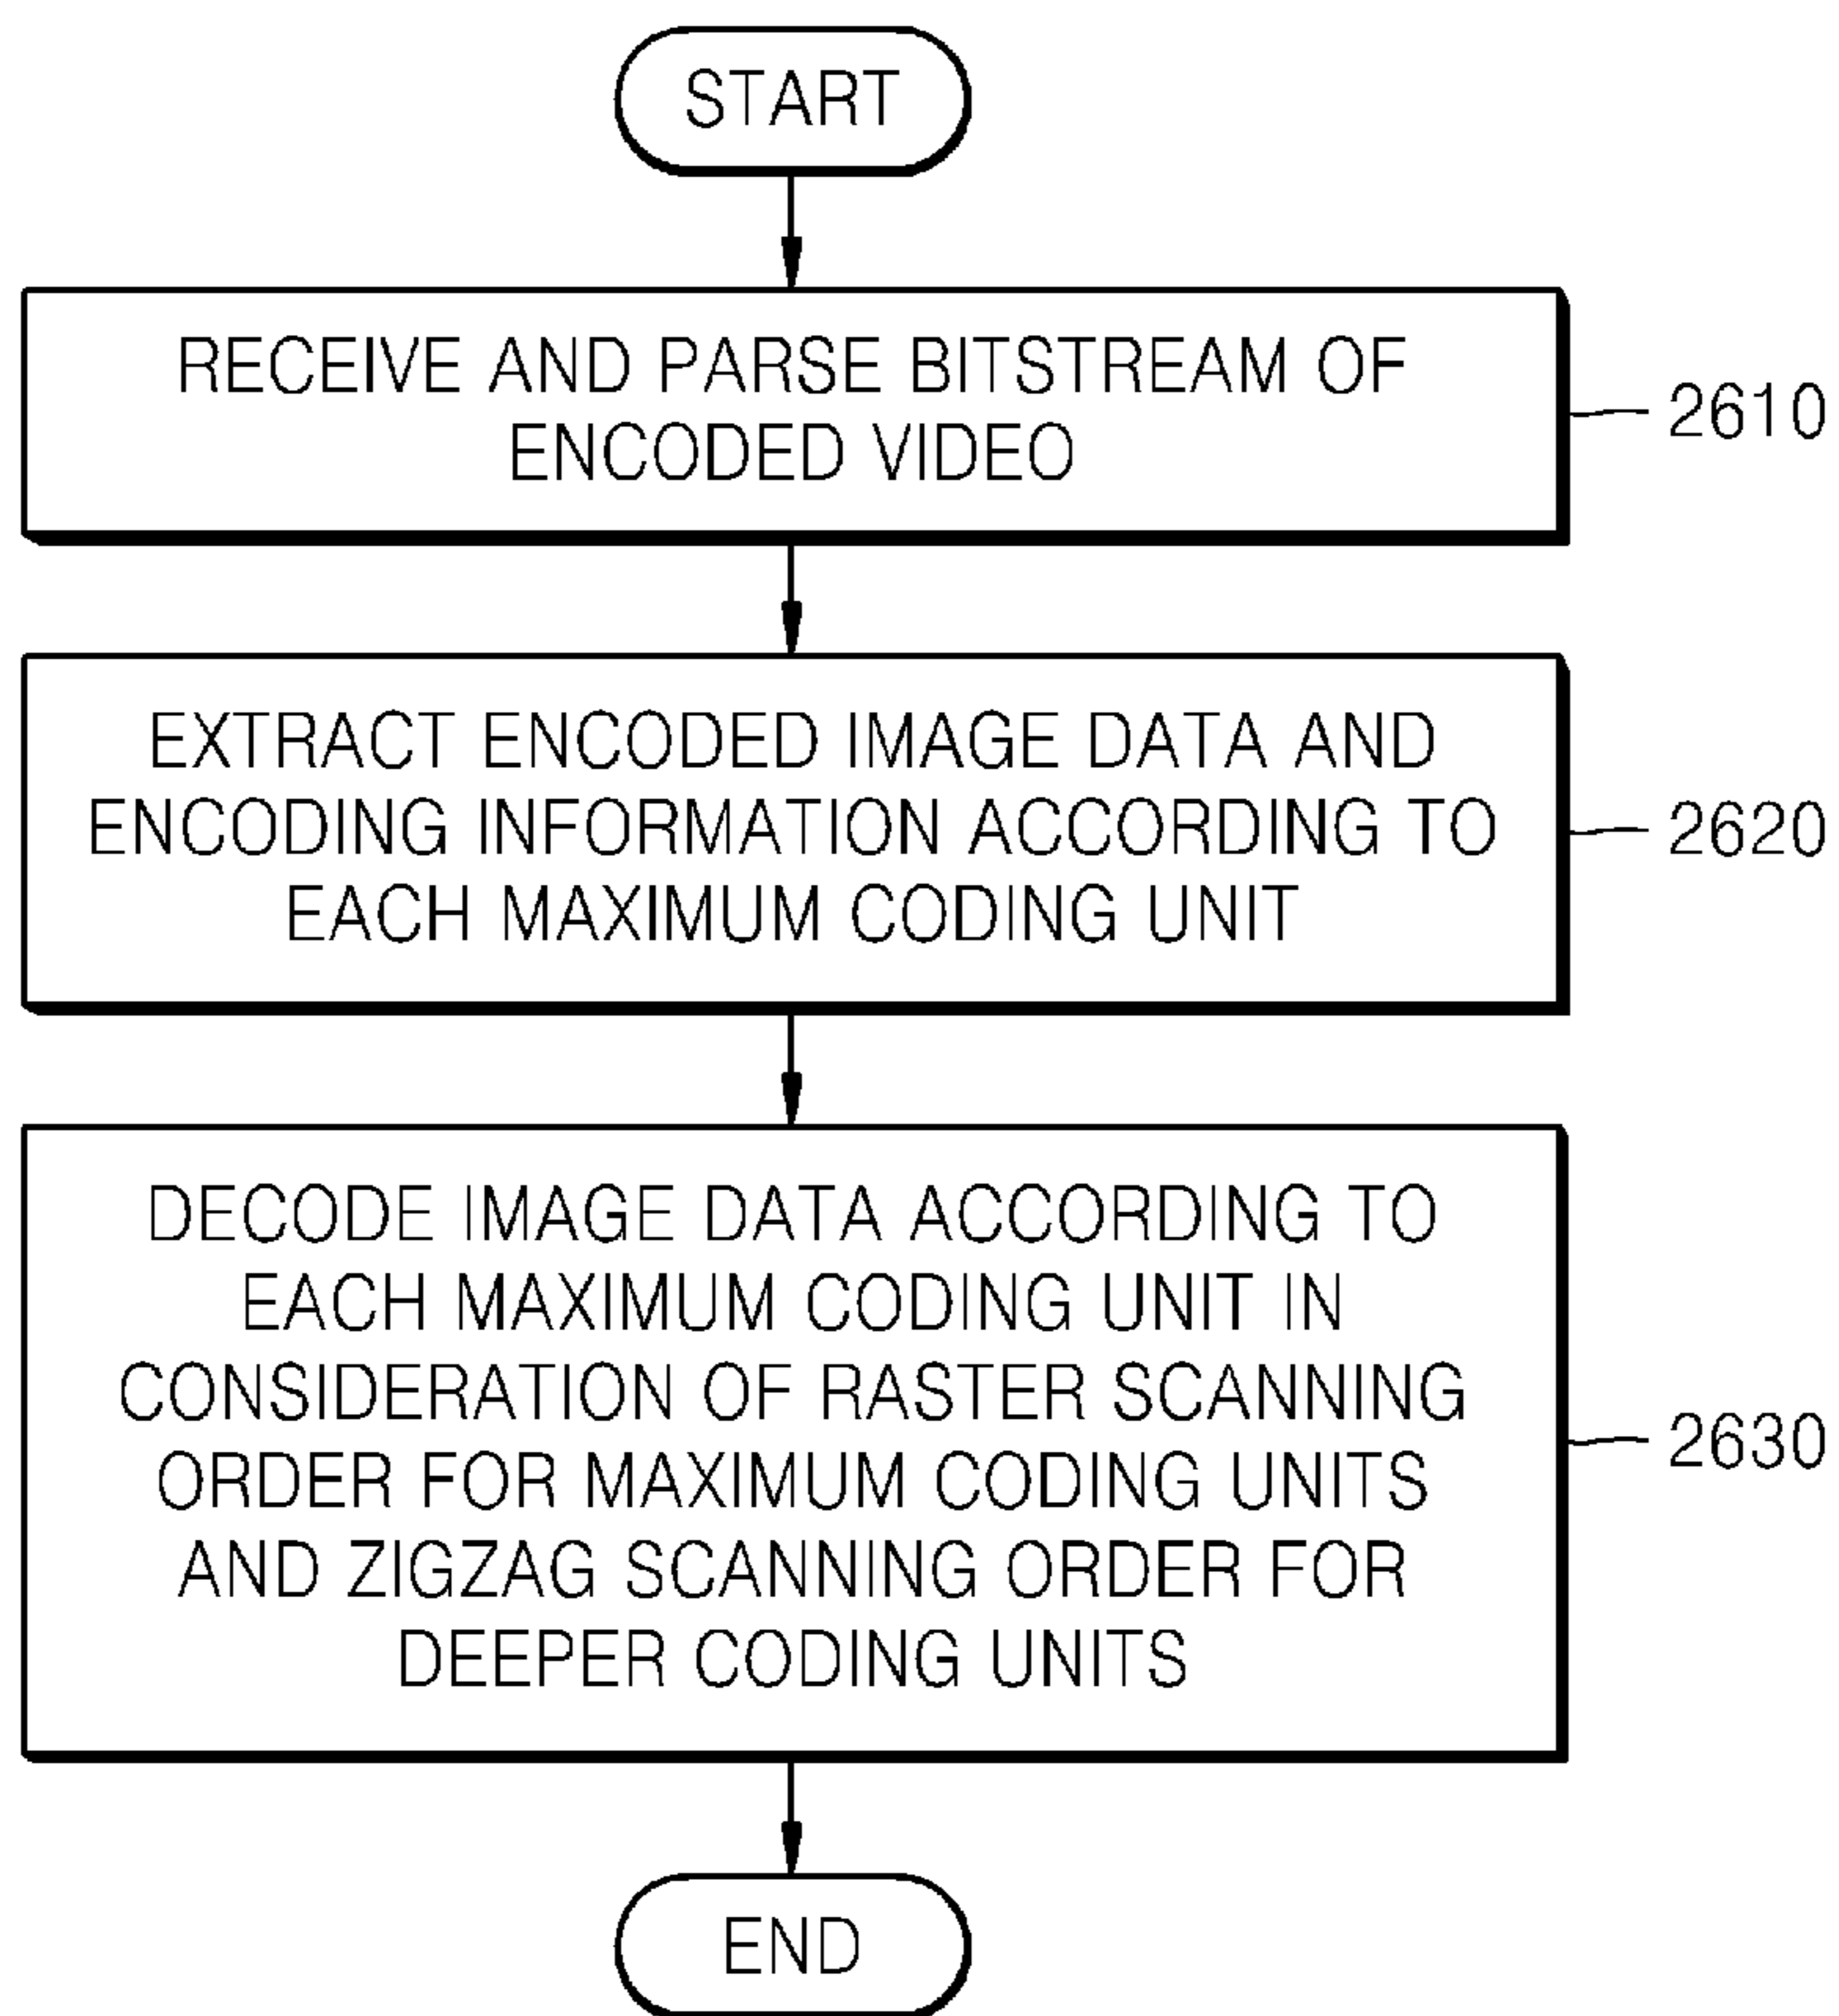 START
RECEIVE AND PARSE BITSTREAM OF
ENCODED VIDEO
2610
EXTRACT ENCODED IMAGE DATA AND
ENCODING INFORMATION ACCORDING TO
EACH MAXIMUM CODING UNIT
2620
DECODE IMAGE DATA ACCORDING TO
EACH MAXIMUM CODING UNIT IN
CONSIDERATION OF RASTER SCANNING
ORDER FOR MAXIMUM CODING UNITS
AND ZIGZAG SCANNING ORDER FOR
DEEPER CODING UNITS
2630
END